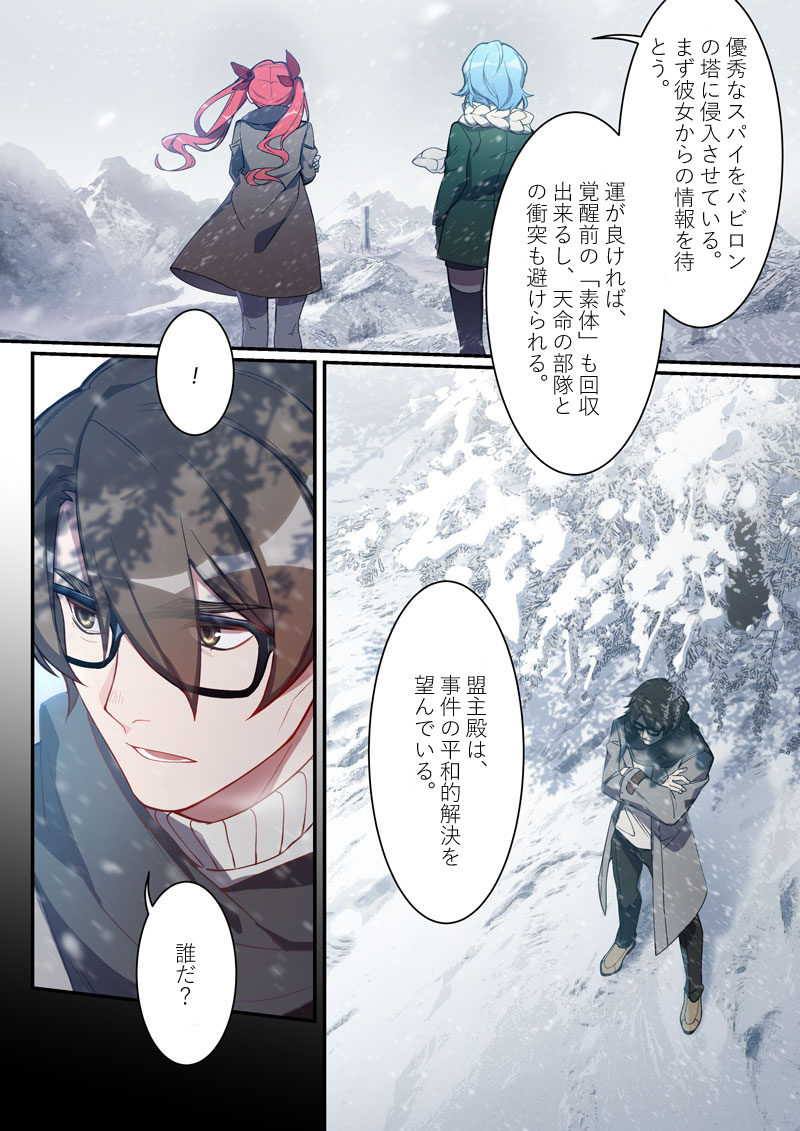 優秀なスパイをバビロン
の塔に侵入させている。
まず彼女からの情報を待
とう。
運が良ければ、
覚醒前の「素体」も回収
出来るし、天命の部隊と
の衝突も避けられる。
盟主殿は、
事件の平和的解決を
望んでいる。
！
誰だ？